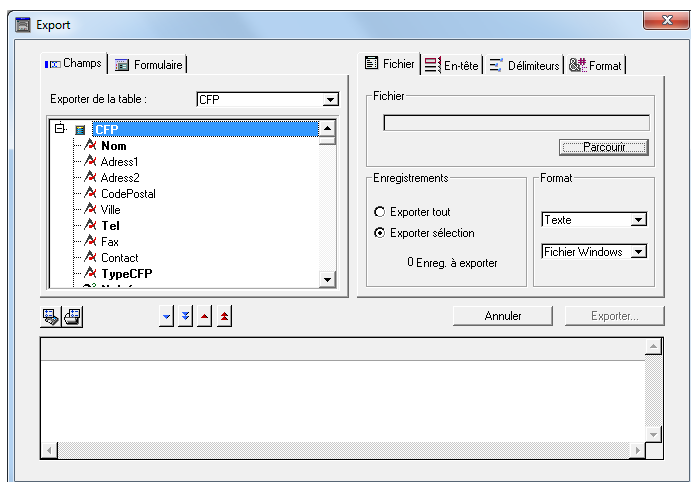 Export
Champs
Formulaire
Exporter de la table :
CFP
CFP
Nom
Adress1
Adress2
CodePostal
Ville
Tel
Fax
Contact
TypeCFP
Fichier
En-tête
Délimiteurs
Format
Fichier
Parcourir
Enregistrements
Exporter tout
Exporter sélection
0 Enreg. à exporter
Format
Texte
Fichier Windows
Annuler
Exporter...